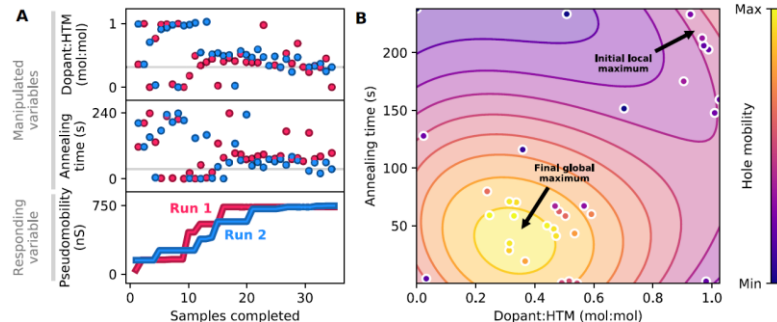 A
Manipulated
variables
Dopant:HTM
(mol:mol)
1
0
Annealing
time (s)
240
0
Responding
variable
Pseudomobility
(nS)
750
0
Run 1
Run 2
0
10
20
30
Samples completed
B
Annealing time (s)
200
150
100
50
Initial local
maximum
Final global
maximum
0.0
0.2
0.4
0.6
0.8
1.0
Dopant:HTM (mol:mol)
Max
Hole mobility
Min